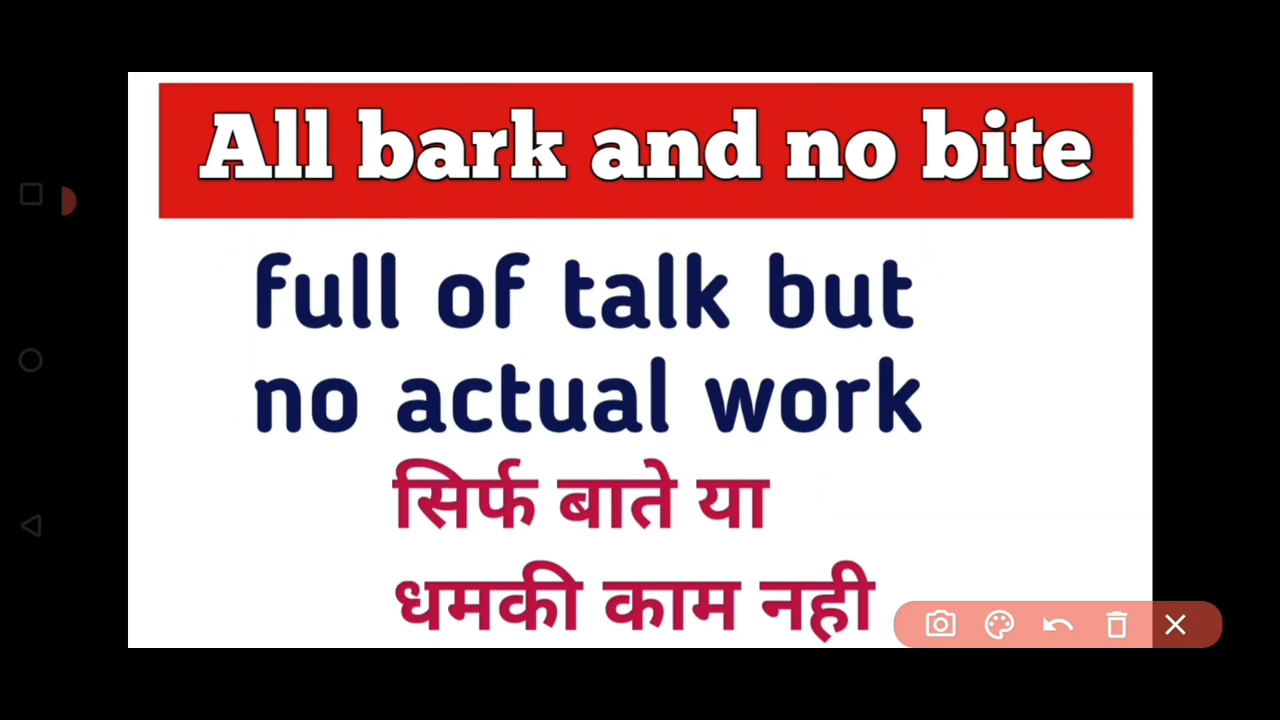 All bark and no bite
full of talk but
no actual work
सिर्फ बाते या
धमकी काम नही